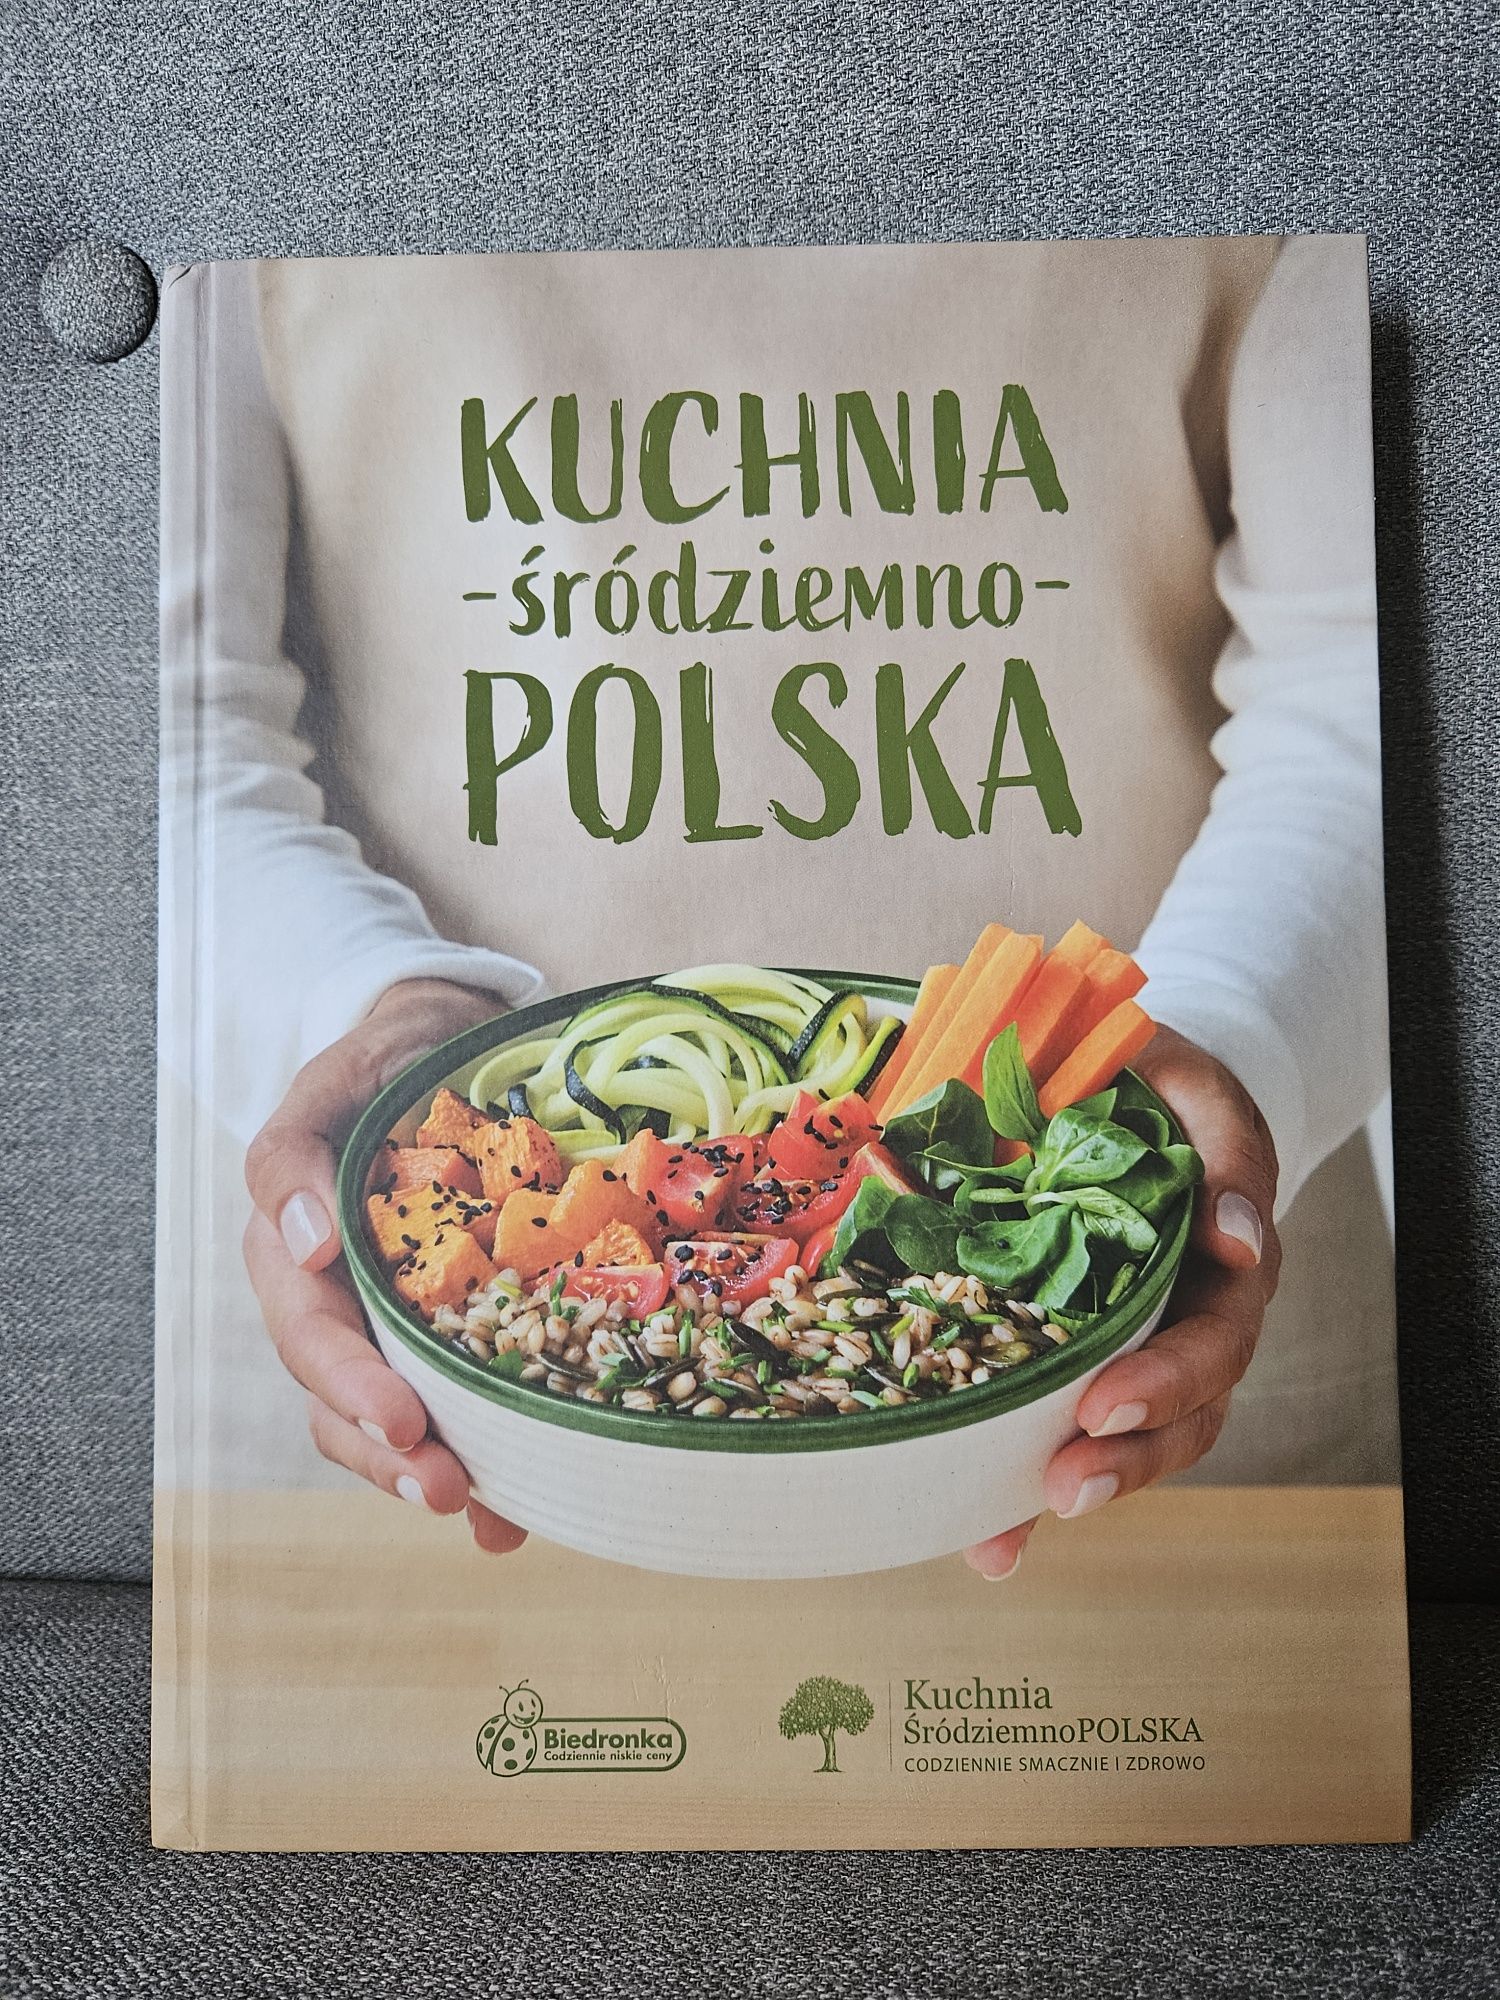 KUCHNIA
-śródziemno-
POLSKA
Biedronka
Codziennie niskie ceny
Kuchnia
ŚródziemnoPOLSKA
CODZIENNIE SMACZNIE I ZDROWO